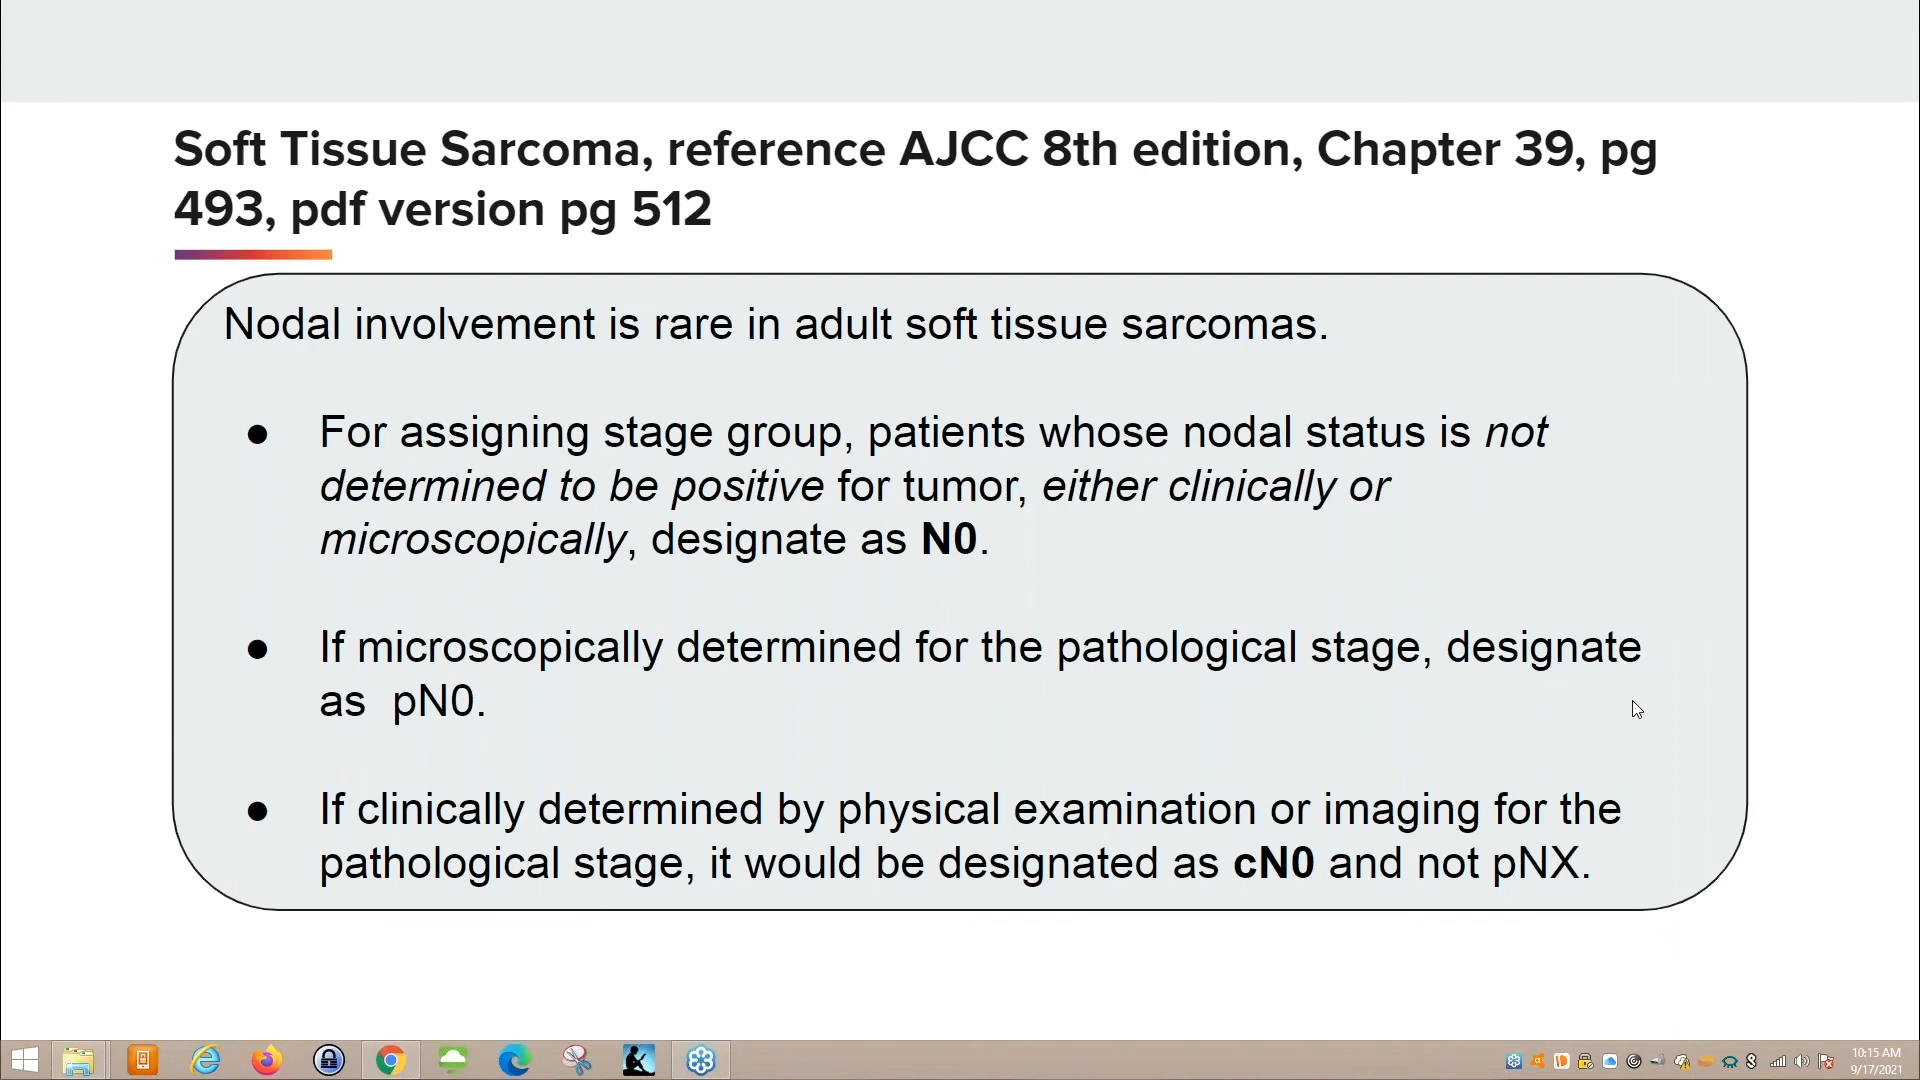 Soft Tissue Sarcoma, reference AJCC 8th edition, Chapter 39, pg
493, pdf version pg 512
Nodal involvement is rare in adult soft tissue sarcomas.
● For assigning stage group, patients whose nodal status is not
determined to be positive for tumor, either clinically or
microscopically, designate as N0.
● If microscopically determined for the pathological stage, designate
as pN0.
● If clinically determined by physical examination or imaging for the
pathological stage, it would be designated as cN0 and not pNX.
10:15 AM
9/17/2021